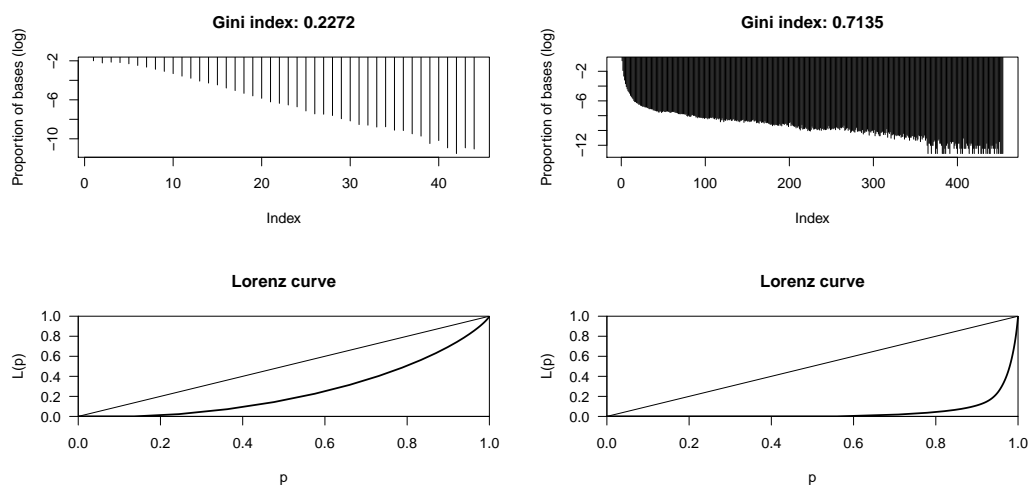 Gini index: 0.2272
Proportion of bases (log)
−2
−6
−10
0 10 20 30 40
Index
Gini index: 0.7135
Proportion of bases (log)
−2
−6
−12
0 100 200 300 400
Index
Lorenz curve
L(p)
1.0
0.8
0.6
0.4
0.2
0.0
0.0 0.2 0.4 0.6 0.8 1.0
p
Lorenz curve
L(p)
1.0
0.8
0.6
0.4
0.2
0.0
0.0 0.2 0.4 0.6 0.8 1.0
p